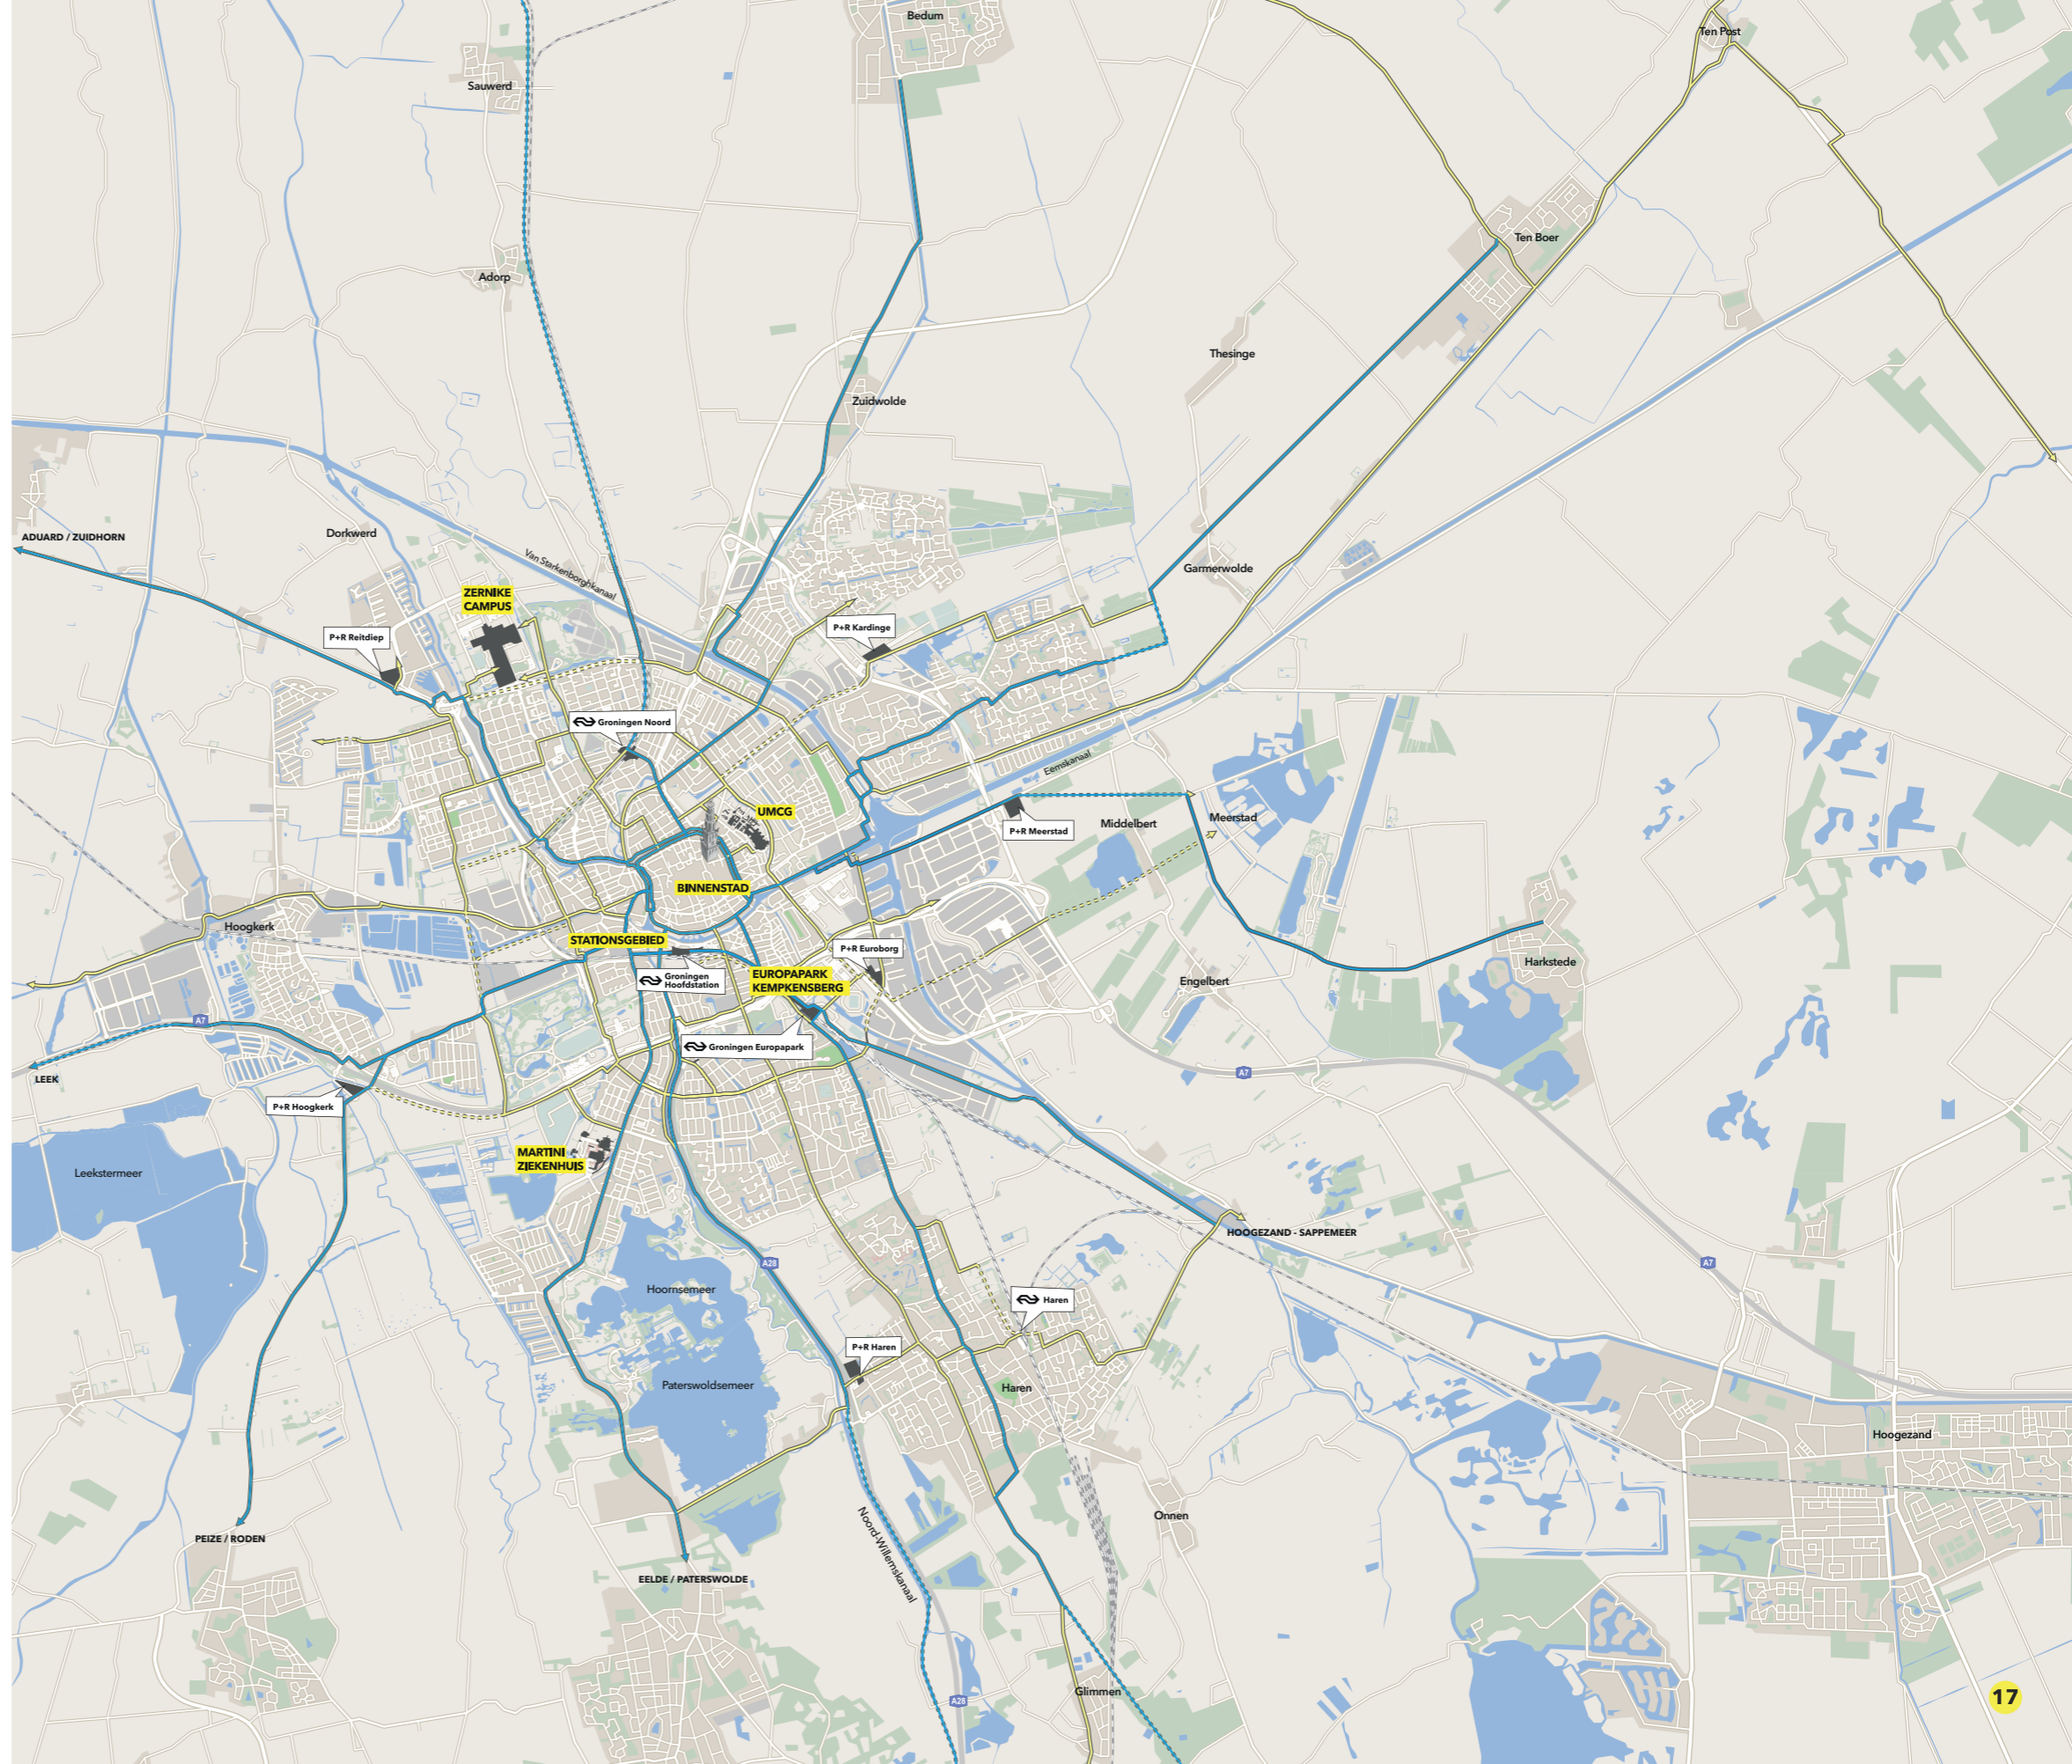 Bedum
Ten Post
Sauwerd
Ten Boer
Adorp
Thesinge
Zuidwolde
ADUARD / ZUIDHORN
Dorkwerd
Van Starkenborghkanaal
Garmerwolde
ZERNIKE
CAMPUS
P+R Reitdiep
P+R Kardinge
Groningen Noord
Eemskanaal
UMCG
Meerstad
Middelbert
P+R Meerstad
BINNENSTAD
Hoogkerk
STATIONSGEBIED
P+R Euroborg
Harkstede
EUROPAPARK
KEMPKENSBERG
Groningen
Hoofdstation
Engelbert
A7
Groningen Europapark
A7
LEEK
P+R Hoogkerk
MARTINI
ZIEKENHUIS
Leekstermeer
HOOGEZAND - SAPPEMEER
A28
A7
Hoornsemeer
Haren
P+R Haren
Paterswoldsemeer
Haren
Hoogezand
Onnen
PEIZE / RODEN
Noord-Willemskanaal
EELDE / PATERSWOLDE
Glimmen
A28
17